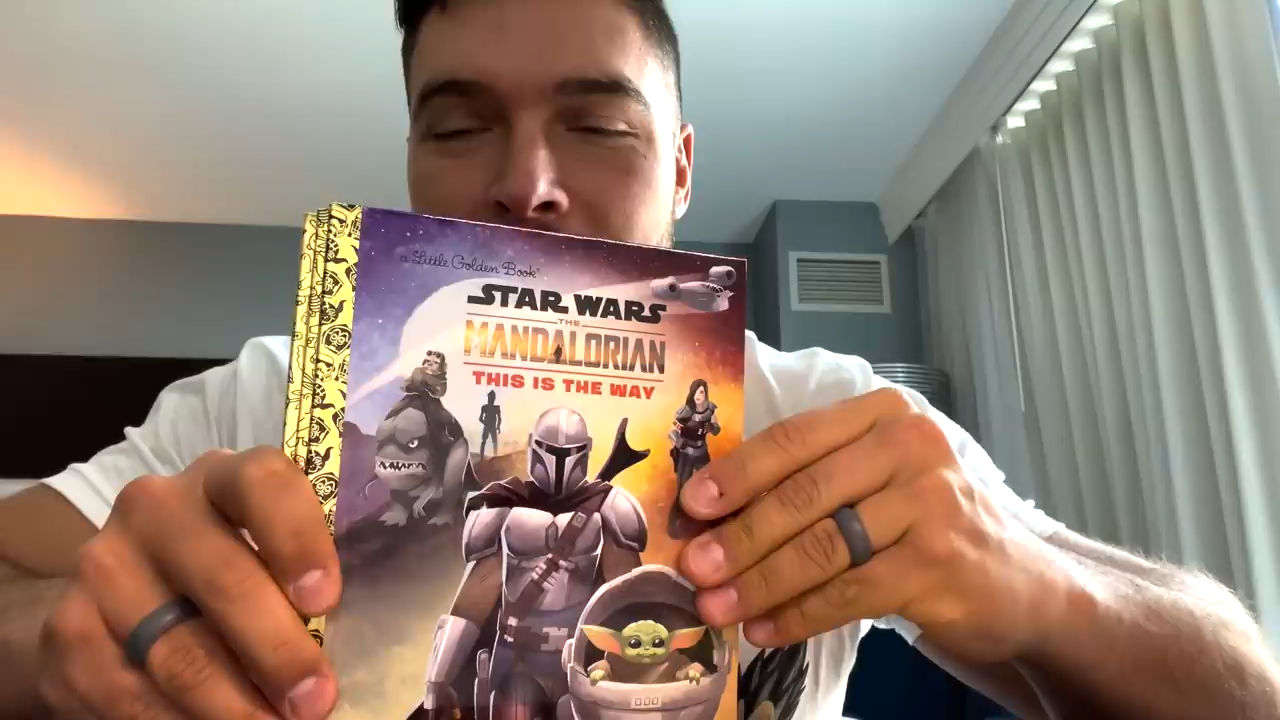 a Little Golden Book®
STAR WARS
THE
MANDALORIAN
THIS IS THE WAY